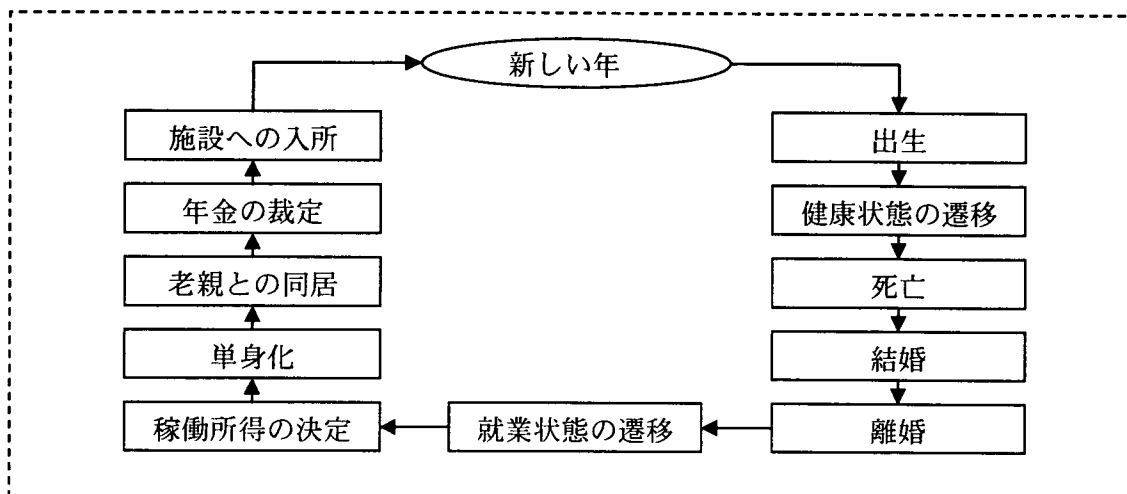 新しい年
出生
健康状態の遷移
死亡
結婚
離婚
就業状態の遷移
稼働所得の決定
単身化
老親との同居
年金の裁定
施設への入所